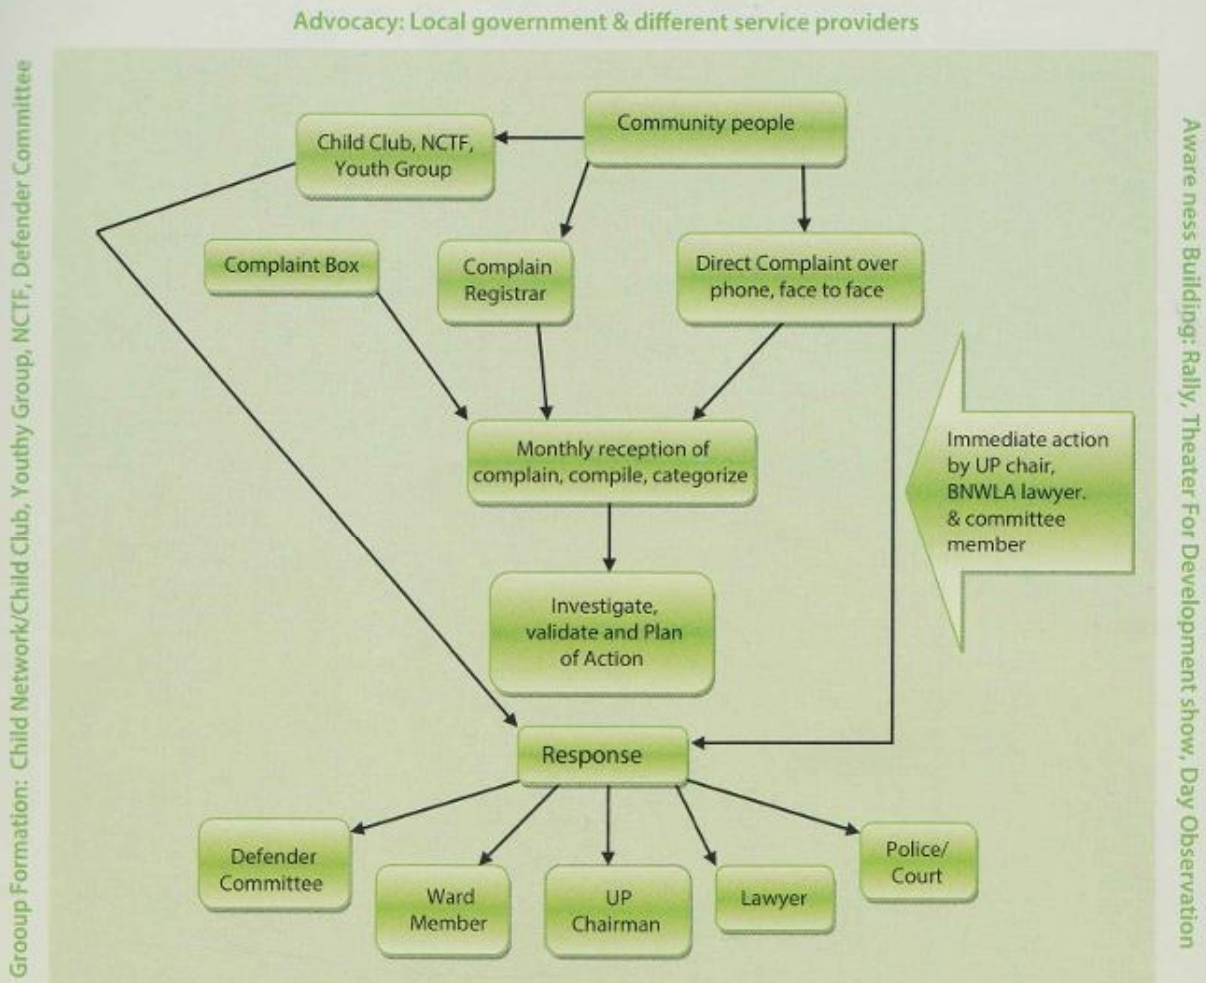 Advocacy: Local government & different service providers
Grooup Formation: Child Network/Child Club, Youthy Group, NCTF, Defender Committee
Community people
Child Club, NCTF,
Youth Group
Complaint Box
Complain
Registrar
Direct Complaint over
phone, face to face
Monthly reception of
complain, compile, categorize
Immediate action
by UP chair,
BNWLA lawyer.
& committee
member
Investigate,
validate and Plan
of Action
Response
Defender
Committee
Ward
Member
UP
Chairman
Lawyer
Police/
Court
Aware ness Building: Rally, Theater For Development show, Day Observation